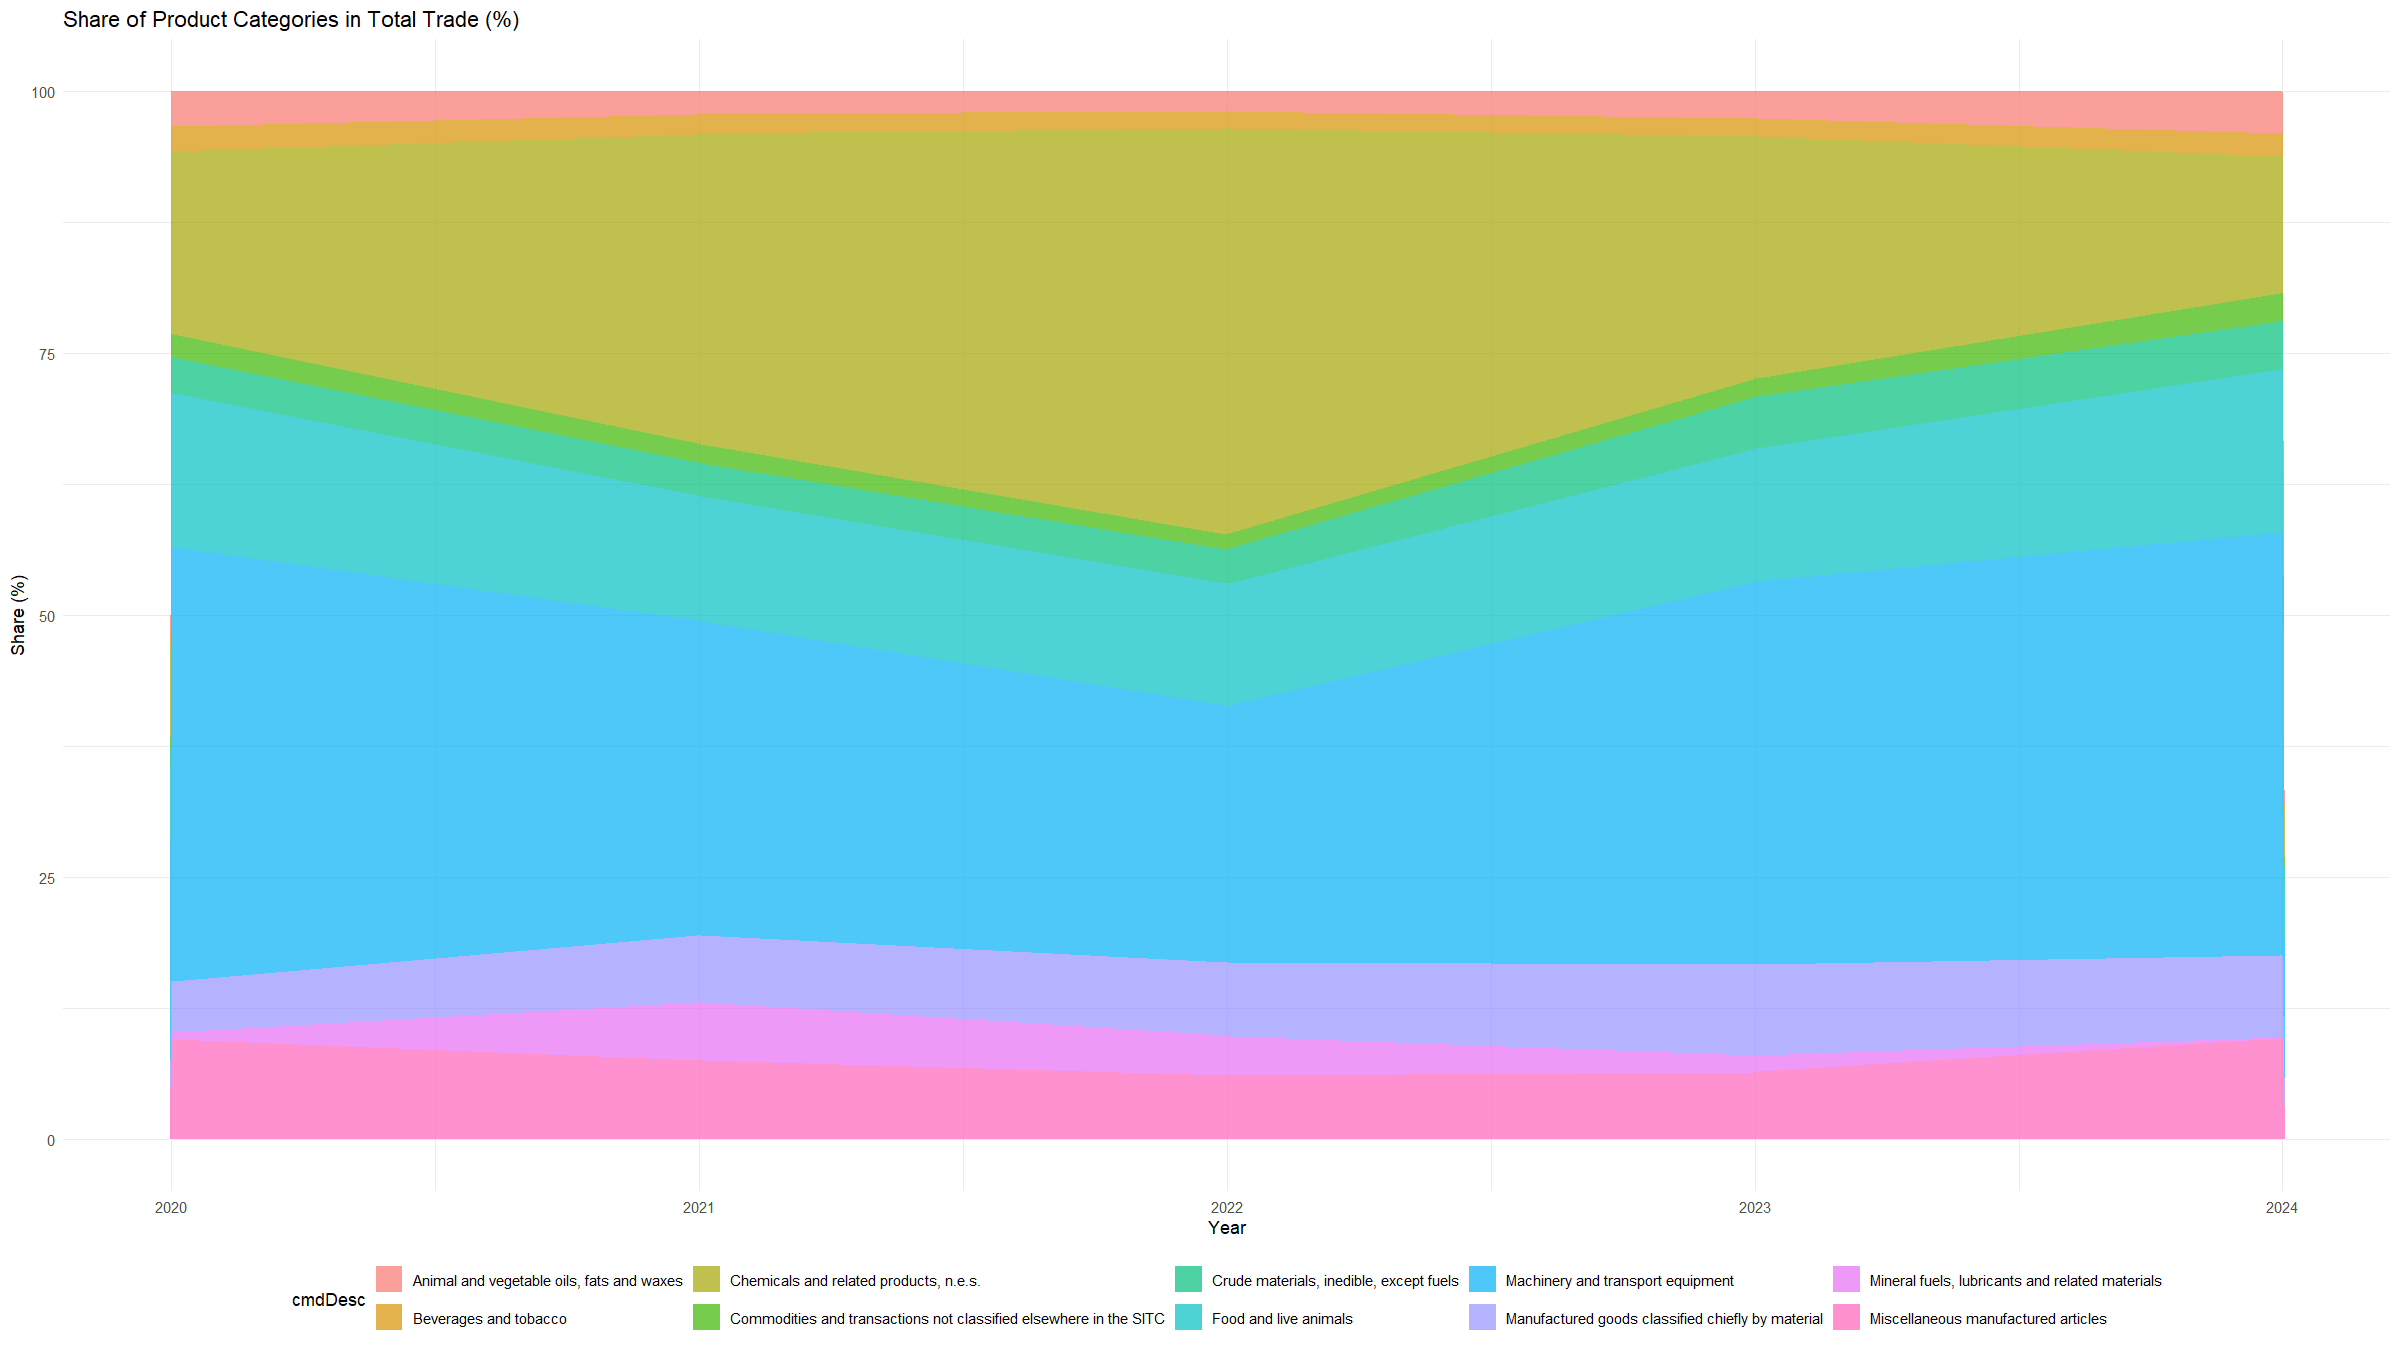 Share of Product Categories in Total Trade (%)
100
75
50
25
0
Share (%)
2020 2021 2022 2023 2024
Year
cmdDesc
Animal and vegetable oils, fats and waxes Chemicals and related products, n.e.s. Crude materials, inedible, except fuels Machinery and transport equipment Mineral fuels, lubricants and related materials
Beverages and tobacco Commodities and transactions not classified elsewhere in the SITC Food and live animals Manufactured goods classified chiefly by material Miscellaneous manufactured articles